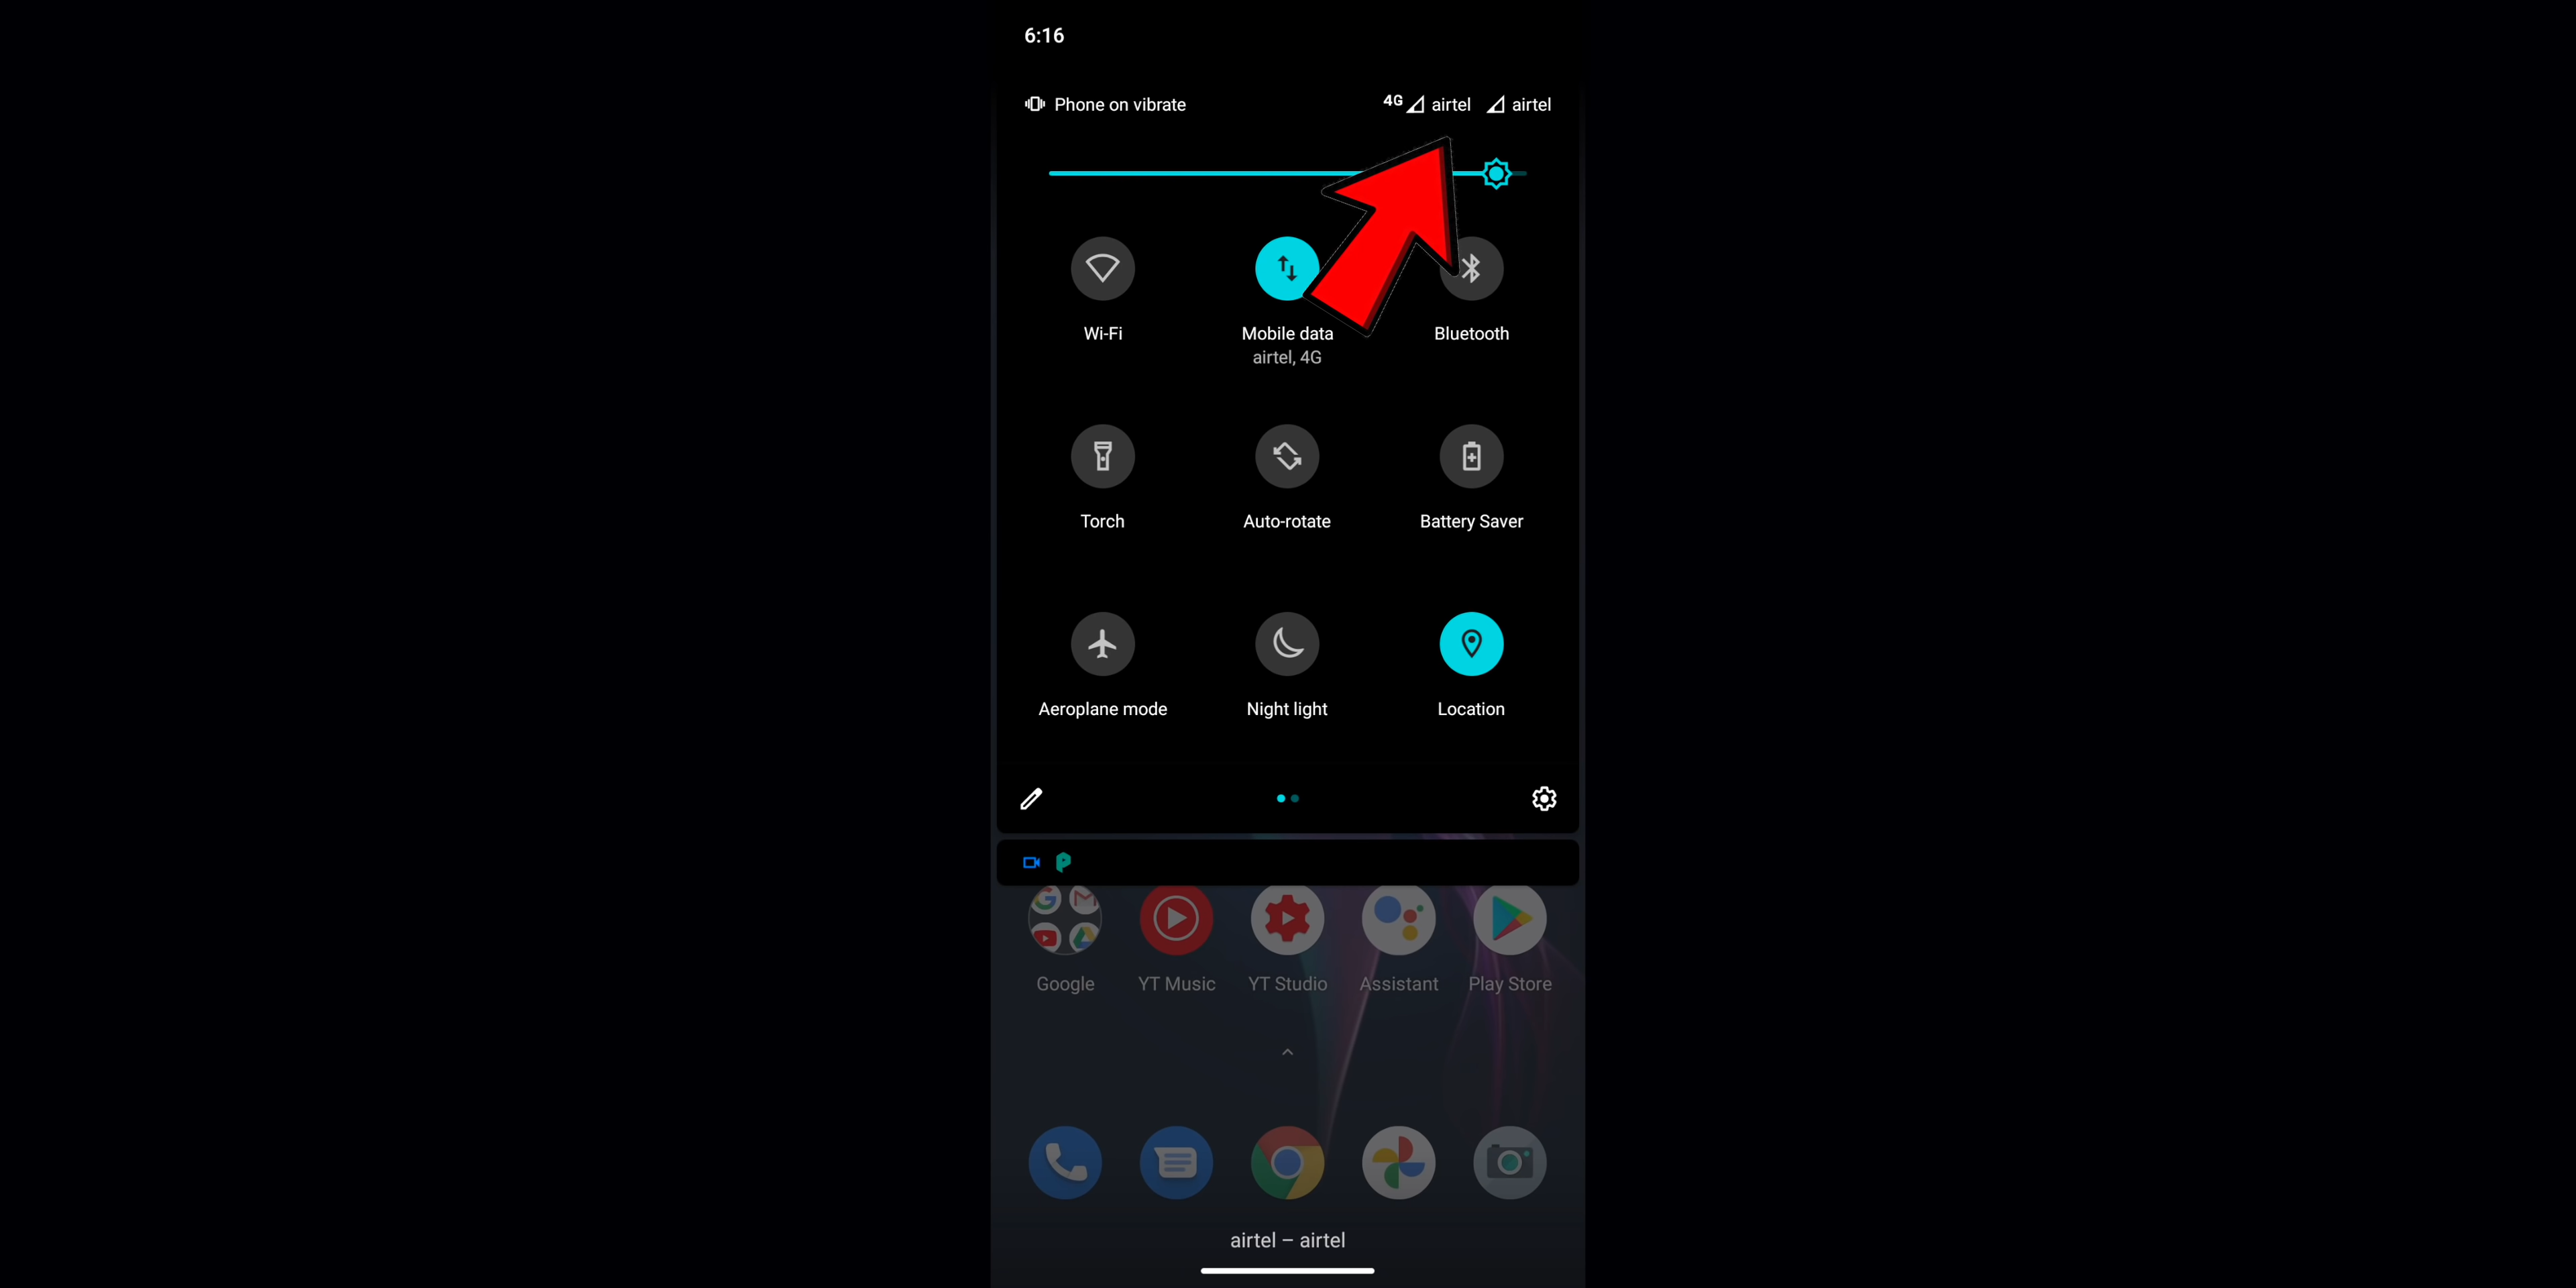 6:16
Phone on vibrate 4G airtel airtel
Wi-Fi Mobile data Bluetooth
airtel, 4G
Torch Auto-rotate Battery Saver
Aeroplane mode Night light Location
Google YT Music YT Studio Assistant Play Store
airtel – airtel